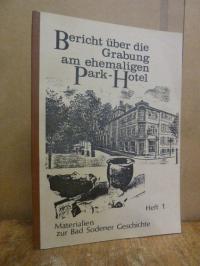 Bericht über die
Grabung
am ehemaligen
Park-Hotel
Heft 1
Materialien
zur Bad Sodener Geschichte